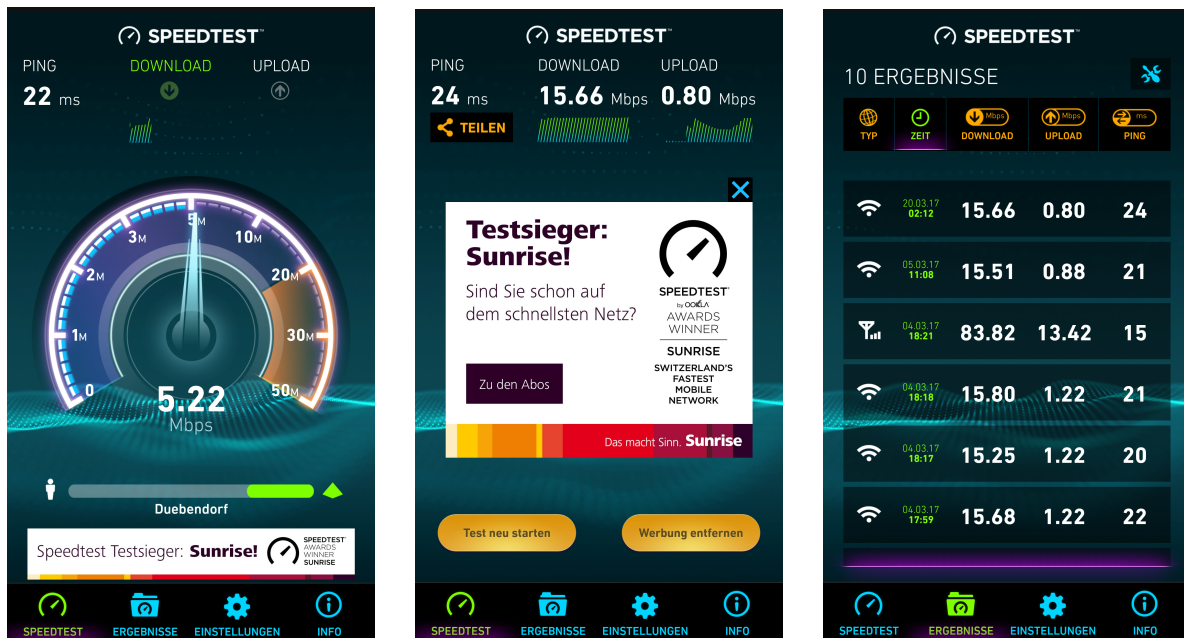 SPEEDTEST™
PING DOWNLOAD UPLOAD
22 ms
5M
3M 10M
2M 20M
1M 30M
0 50M
5.22
Mbps
Duebendorf
Speedtest Testsieger: Sunrise!
SPEEDTEST
AWARDS
WINNER
SUNRISE
SPEEDTEST ERGEBNISSE EINSTELLUNGEN INFO
SPEEDTEST™
PING DOWNLOAD UPLOAD
24 ms 15.66 Mbps 0.80 Mbps
TEILEN
Testsieger:
Sunrise!
Sind Sie schon auf
dem schnellsten Netz?
Zu den Abos
SPEEDTEST
by OOKLA
AWARDS
WINNER
SUNRISE
SWITZERLAND'S
FASTEST
MOBILE
NETWORK
Das macht Sinn. Sunrise
Test neu starten Werbung entfernen
SPEEDTEST ERGEBNISSE EINSTELLUNGEN INFO
SPEEDTEST™
10 ERGEBNISSE
Mbps Mbps ms
TYP ZEIT DOWNLOAD UPLOAD PING
20.03.17
02:12 15.66 0.80 24
05.03.17
11:08 15.51 0.88 21
04.03.17
18:21 83.82 13.42 15
04.03.17
18:18 15.80 1.22 21
04.03.17
18:17 15.25 1.22 20
04.03.17
17:59 15.68 1.22 22
SPEEDTEST ERGEBNISSE EINSTELLUNGEN INFO